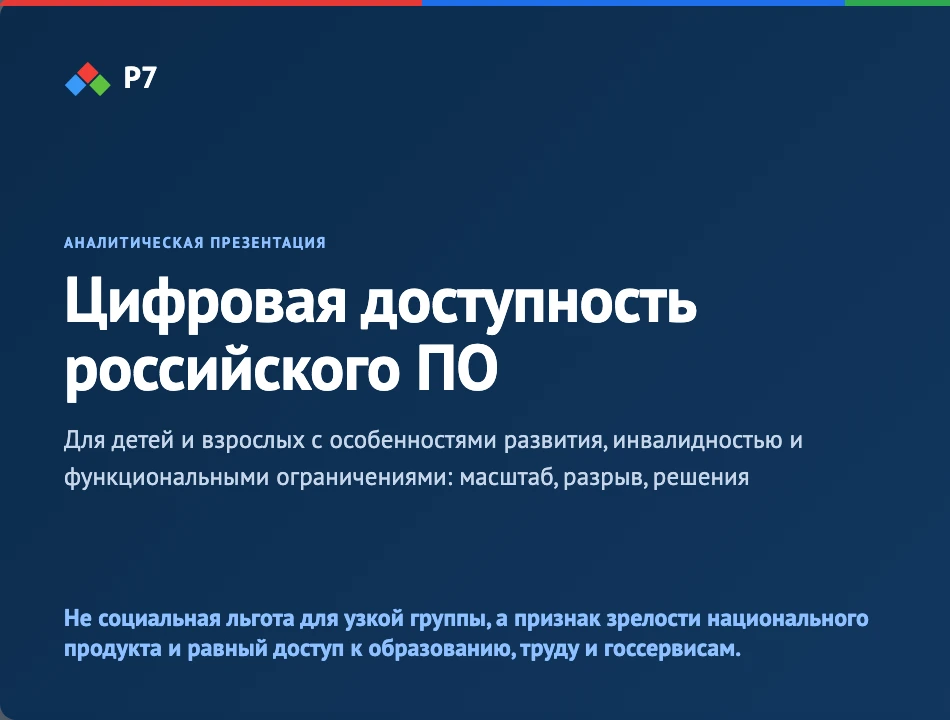 Р7
АНАЛИТИЧЕСКАЯ ПРЕЗЕНТАЦИЯ
Цифровая доступность
российского ПО
Для детей и взрослых с особенностями развития, инвалидностью и
функциональными ограничениями: масштаб, разрыв, решения
Не социальная льгота для узкой группы, а признак зрелости национального
продукта и равный доступ к образованию, труду и госсервисам.